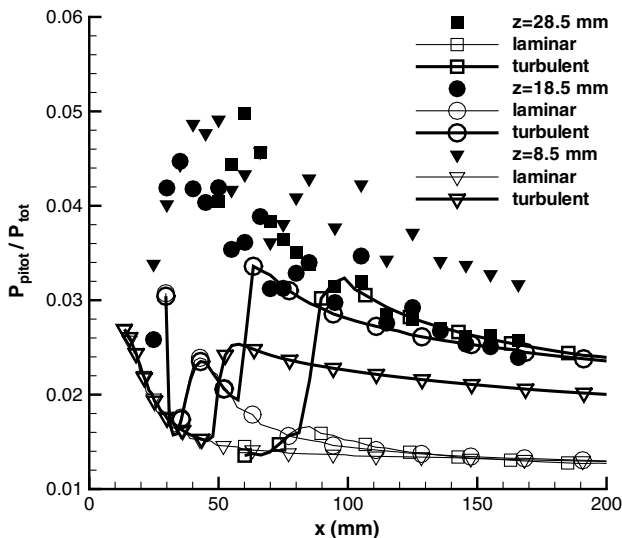 0.06
0.05
0.04
0.03
0.02
0.01
0
50
100
150
200
x (mm)
P_pitot / P_tot
z=28.5 mm
laminar
turbulent
z=18.5 mm
laminar
turbulent
z=8.5 mm
laminar
turbulent